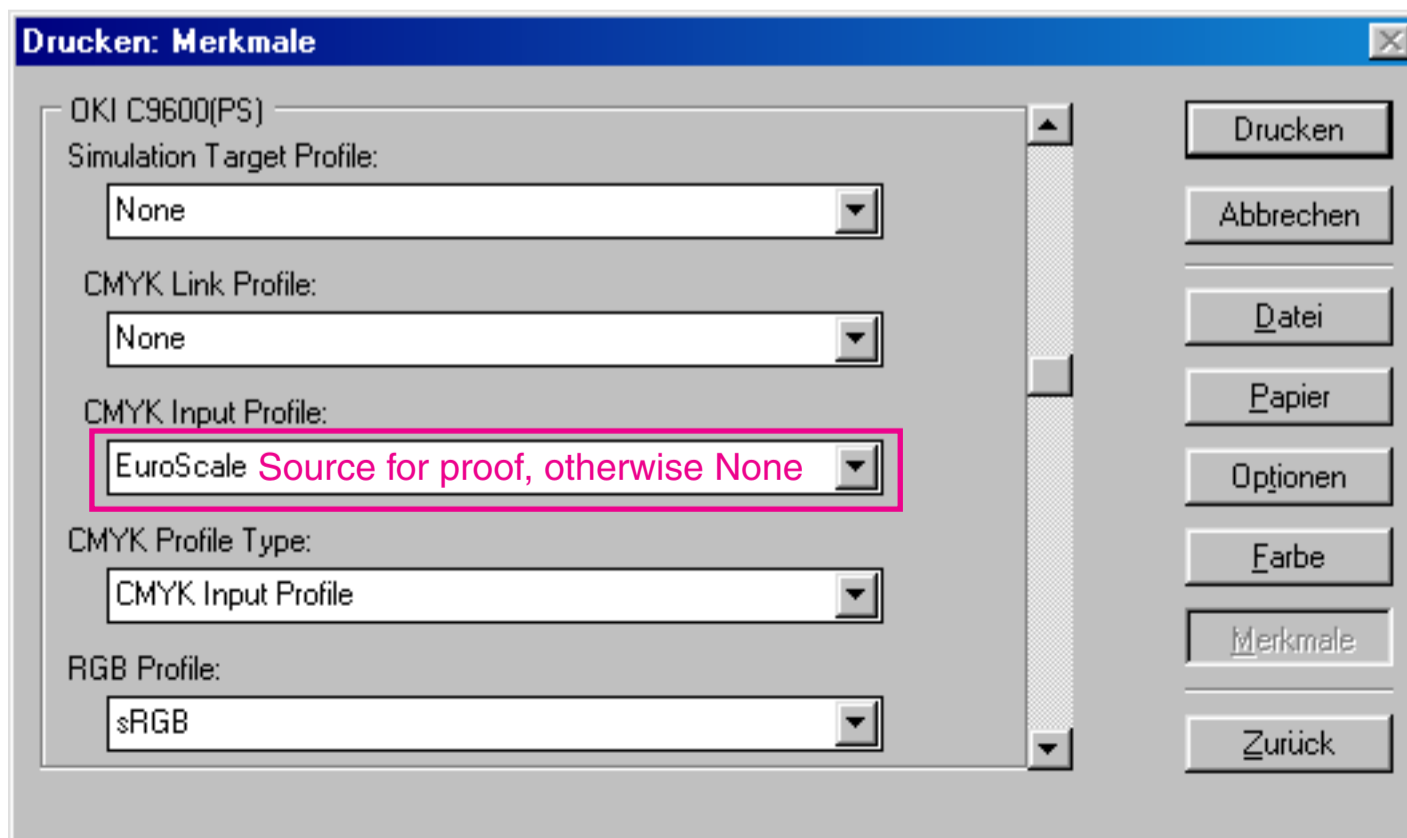 Drucken: Merkmale
OKI C9600(PS)
Simulation Target Profile:
None
CMYK Link Profile:
None
CMYK Input Profile:
EuroScale Source for proof, otherwise None
CMYK Profile Type:
CMYK Input Profile
RGB Profile:
sRGB
Drucken
Abbrechen
Datei
Papier
Optionen
Farbe
Merkmale
Zurück